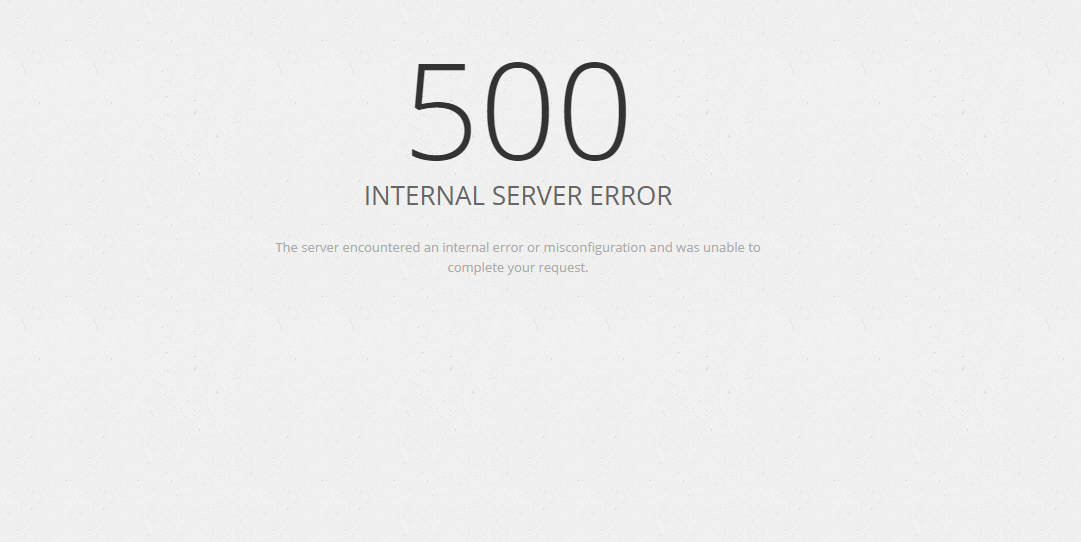 500
INTERNAL SERVER ERROR
The server encountered an internal error or misconfiguration and was unable to
complete your request.